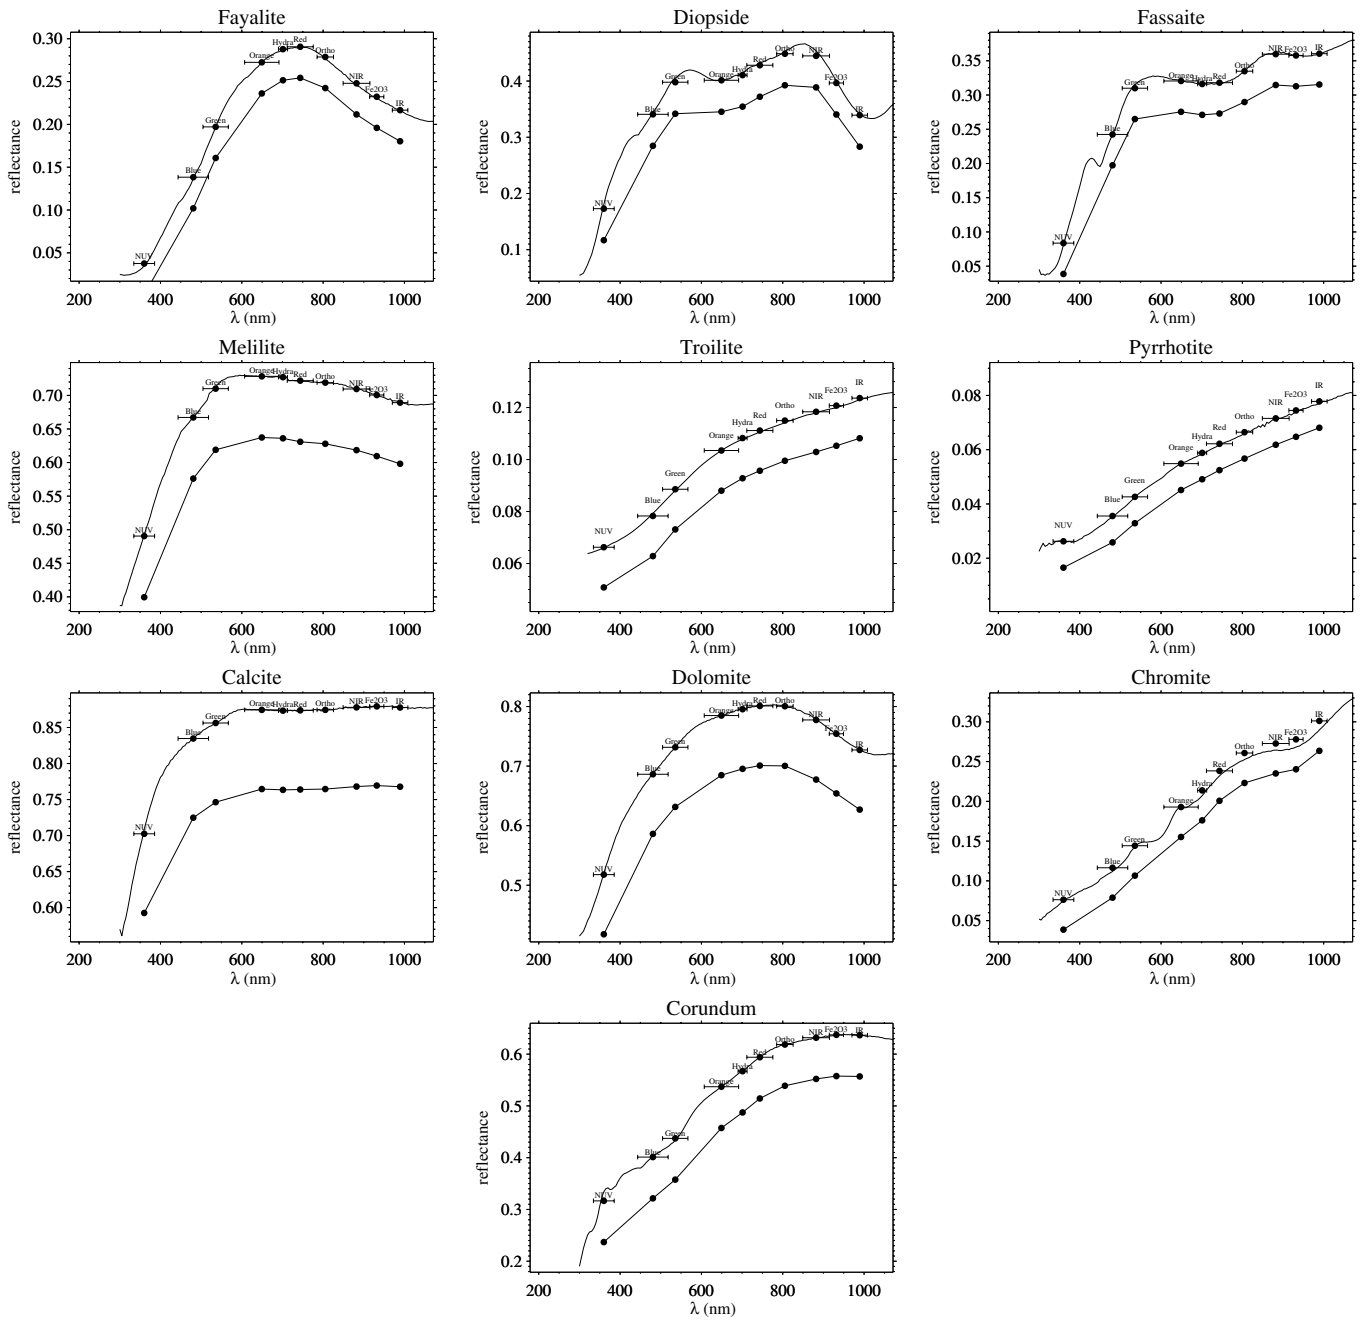 Fayalite
0.30
0.25
0.20
0.15
0.10
0.05
reflectance
NUV
Blue
Green
Orange
Hydra
Red
Ortho
NIR
Fe2O3
IR
200 400 600 800 1000
λ (nm)
Diopside
0.4
0.3
0.2
0.1
reflectance
NUV
Blue
Green
Orange
Hydra
Red
Ortho
NIR
Fe2O3
IR
200 400 600 800 1000
λ (nm)
Fassaite
0.35
0.30
0.25
0.20
0.15
0.10
0.05
reflectance
NUV
Blue
Green
Orange
Hydra
Red
Ortho
NIR
Fe2O3
IR
200 400 600 800 1000
λ (nm)
Melilite
0.70
0.65
0.60
0.55
0.50
0.45
0.40
reflectance
NUV
Blue
Green
Orange
Hydra
Red
Ortho
NIR
Fe2O3
IR
200 400 600 800 1000
λ (nm)
Troilite
0.12
0.10
0.08
0.06
reflectance
NUV
Blue
Green
Orange
Hydra
Red
Ortho
NIR
Fe2O3
IR
200 400 600 800 1000
λ (nm)
Pyrrhotite
0.08
0.06
0.04
0.02
reflectance
NUV
Blue
Green
Orange
Hydra
Red
Ortho
NIR
Fe2O3
IR
200 400 600 800 1000
λ (nm)
Calcite
0.85
0.80
0.75
0.70
0.65
0.60
reflectance
NUV
Blue
Green
Orange
Hydra
Red
Ortho
NIR
Fe2O3
IR
200 400 600 800 1000
λ (nm)
Dolomite
0.8
0.7
0.6
0.5
reflectance
NUV
Blue
Green
Orange
Hydra
Red
Ortho
NIR
Fe2O3
IR
200 400 600 800 1000
λ (nm)
Chromite
0.30
0.25
0.20
0.15
0.10
0.05
reflectance
NUV
Blue
Green
Orange
Hydra
Red
Ortho
NIR
Fe2O3
IR
200 400 600 800 1000
λ (nm)
Corundum
0.6
0.5
0.4
0.3
0.2
reflectance
NUV
Blue
Green
Orange
Hydra
Red
Ortho
NIR
Fe2O3
IR
200 400 600 800 1000
λ (nm)